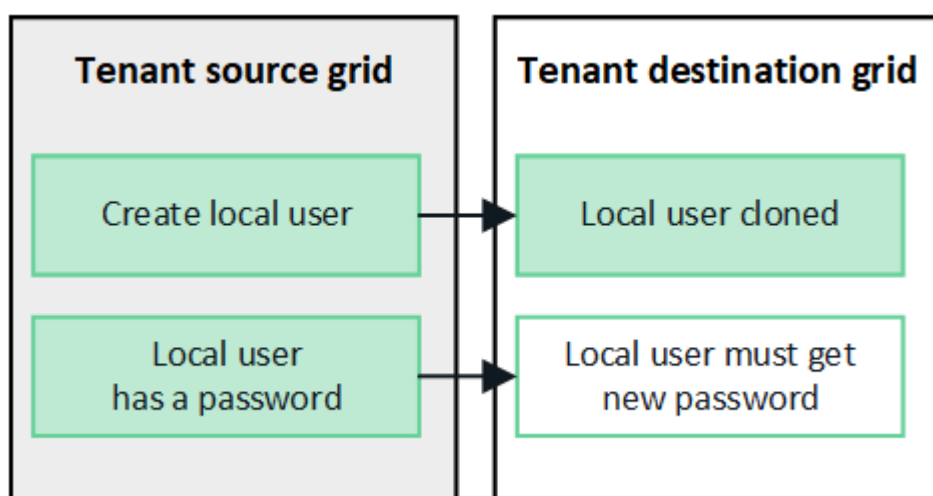 Tenant source grid
Create local user
Local user
has a password
Tenant destination grid
Local user cloned
Local user must get
new password